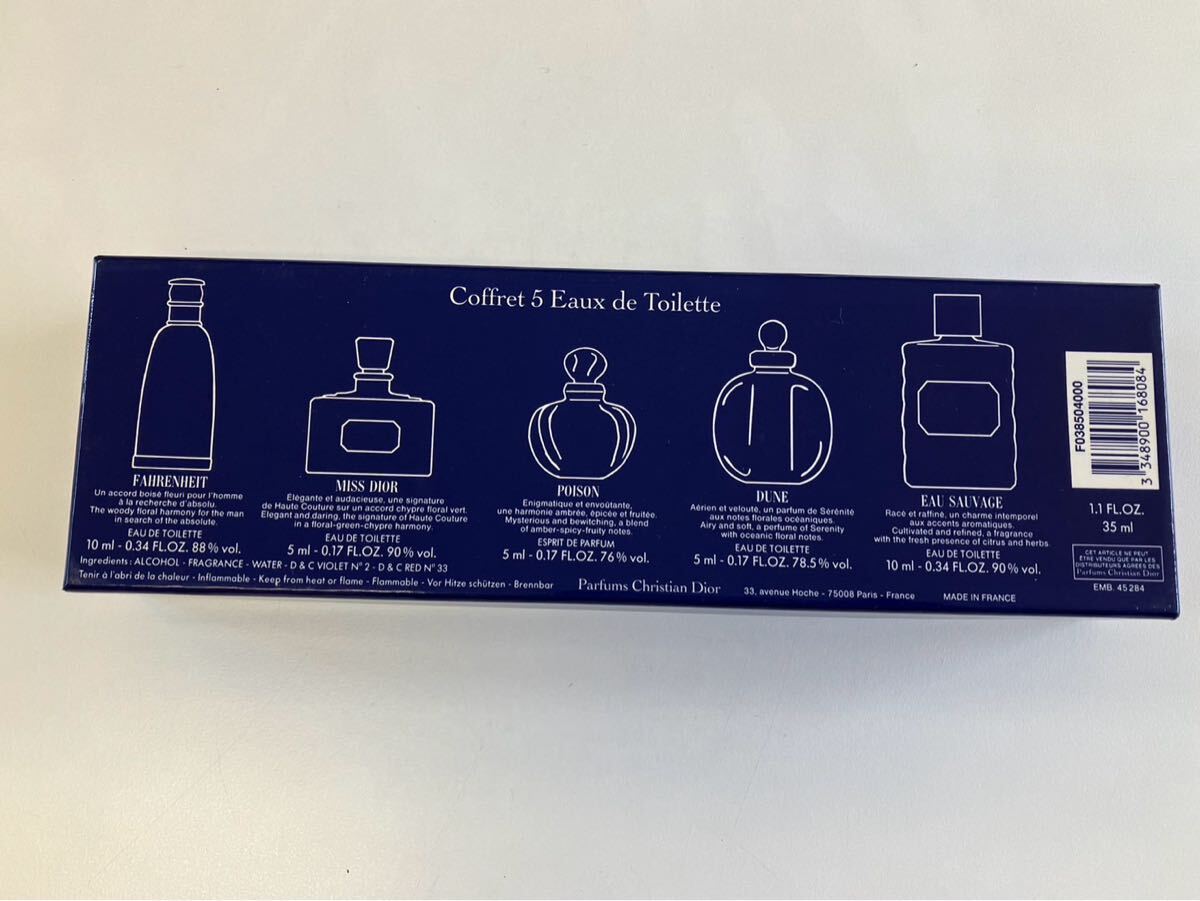 Coffret 5 Eaux de Toilette
FAHRENHEIT
Un accord boisé fleuri pour l'homme
à la recherche d'absolu.
The woody floral harmony for the man
in search of the absolute.
EAU DE TOILETTE
10 ml - 0.34 FL.OZ. 88% vol.
MISS DIOR
Élégante et audacieuse, une signature
de Haute Couture sur un accord chypre floral vert.
Elegant and daring, the signature of Haute Couture
in a floral-green-chypre harmony.
EAU DE TOILETTE
5 ml - 0.17 FL.OZ. 90% vol.
POISON
Enigmatique et envoûtante,
une harmonie ambrée, épicée et fruitée.
Mysterious and bewitching, a blend
of amber-spicy-fruity notes.
ESPRIT DE PARFUM
5 ml - 0.17 FL.OZ. 76% vol.
DUNE
Aérien et velouté, un parfum de Sérénité
aux notes florales océaniques.
Airy and soft, a perfume of Serenity
with oceanic floral notes.
EAU DE TOILETTE
5 ml - 0.17 FL.OZ. 78.5% vol.
EAU SAUVAGE
Racé et raffiné, un charme intemporel
aux accents aromatiques.
Cultivated and refined, a fragrance
with the fresh presence of citrus and herbs.
EAU DE TOILETTE
10 ml - 0.34 FL.OZ. 90% vol.
F038504000
3 348900 168084
1.1 FL.OZ.
35 ml
CET ARTICLE NE PEUT
ÊTRE VENDU QUE PAR LES
DISTRIBUTEURS AGRÉÉS DES
Parfums Christian Dior
EMB. 45284
Ingredients : ALCOHOL - FRAGRANCE - WATER - D & C VIOLET N° 2 - D & C RED N° 33
Tenir à l'abri de la chaleur - Inflammable - Keep from heat or flame - Flammable - Vor Hitze schützen - Brennbar
Parfums Christian Dior
33, avenue Hoche - 75008 Paris - France
MADE IN FRANCE